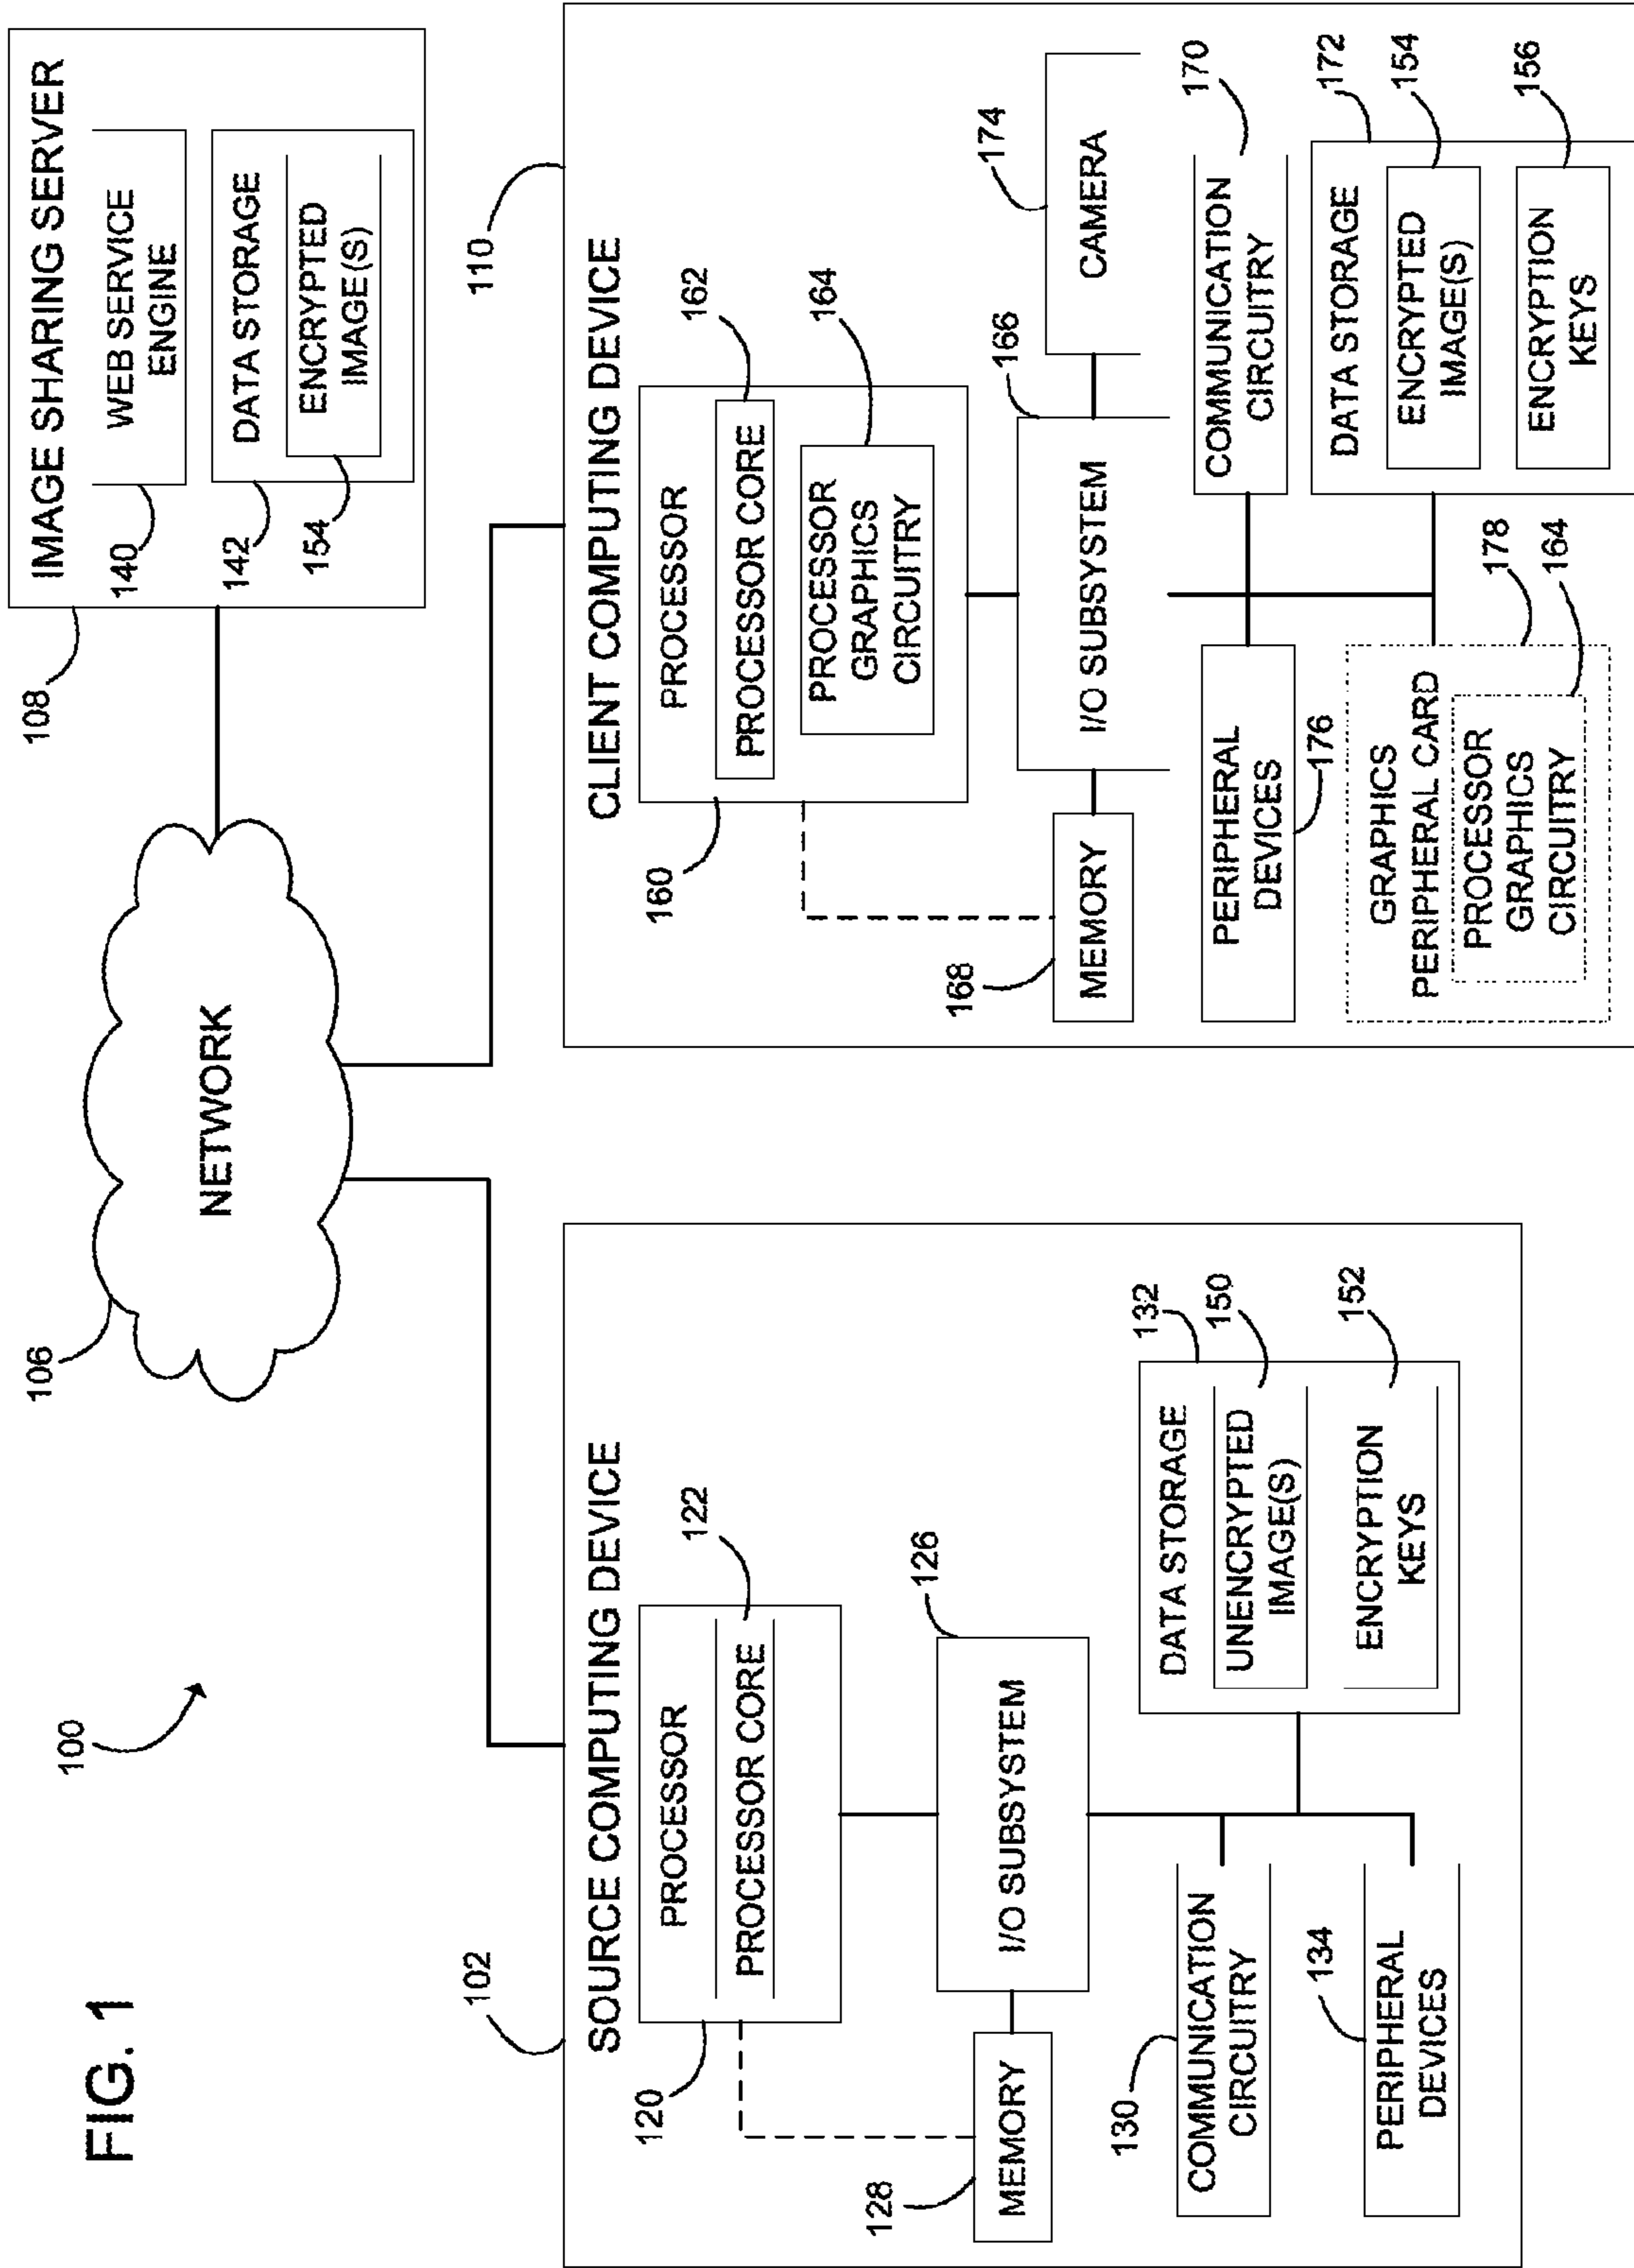 FIG. 1
100
106
NETWORK
108
IMAGE SHARING SERVER
140
WEB SERVICE
ENGINE
142
DATA STORAGE
154
ENCRYPTED
IMAGE(S)
102
SOURCE COMPUTING DEVICE
120
PROCESSOR
122
PROCESSOR CORE
126
I/O SUBSYSTEM
128
MEMORY
130
COMMUNICATION
CIRCUITRY
134
PERIPHERAL
DEVICES
132
DATA STORAGE
150
UNENCRYPTED
IMAGE(S)
152
ENCRYPTION
KEYS
110
CLIENT COMPUTING DEVICE
160
PROCESSOR
162
PROCESSOR CORE
164
PROCESSOR
GRAPHICS
CIRCUITRY
166
I/O SUBSYSTEM
168
MEMORY
174
CAMERA
170
COMMUNICATION
CIRCUITRY
PERIPHERAL
DEVICES
176
172
DATA STORAGE
154
ENCRYPTED
IMAGE(S)
156
ENCRYPTION
KEYS
178
GRAPHICS
PERIPHERAL CARD
164
PROCESSOR
GRAPHICS
CIRCUITRY